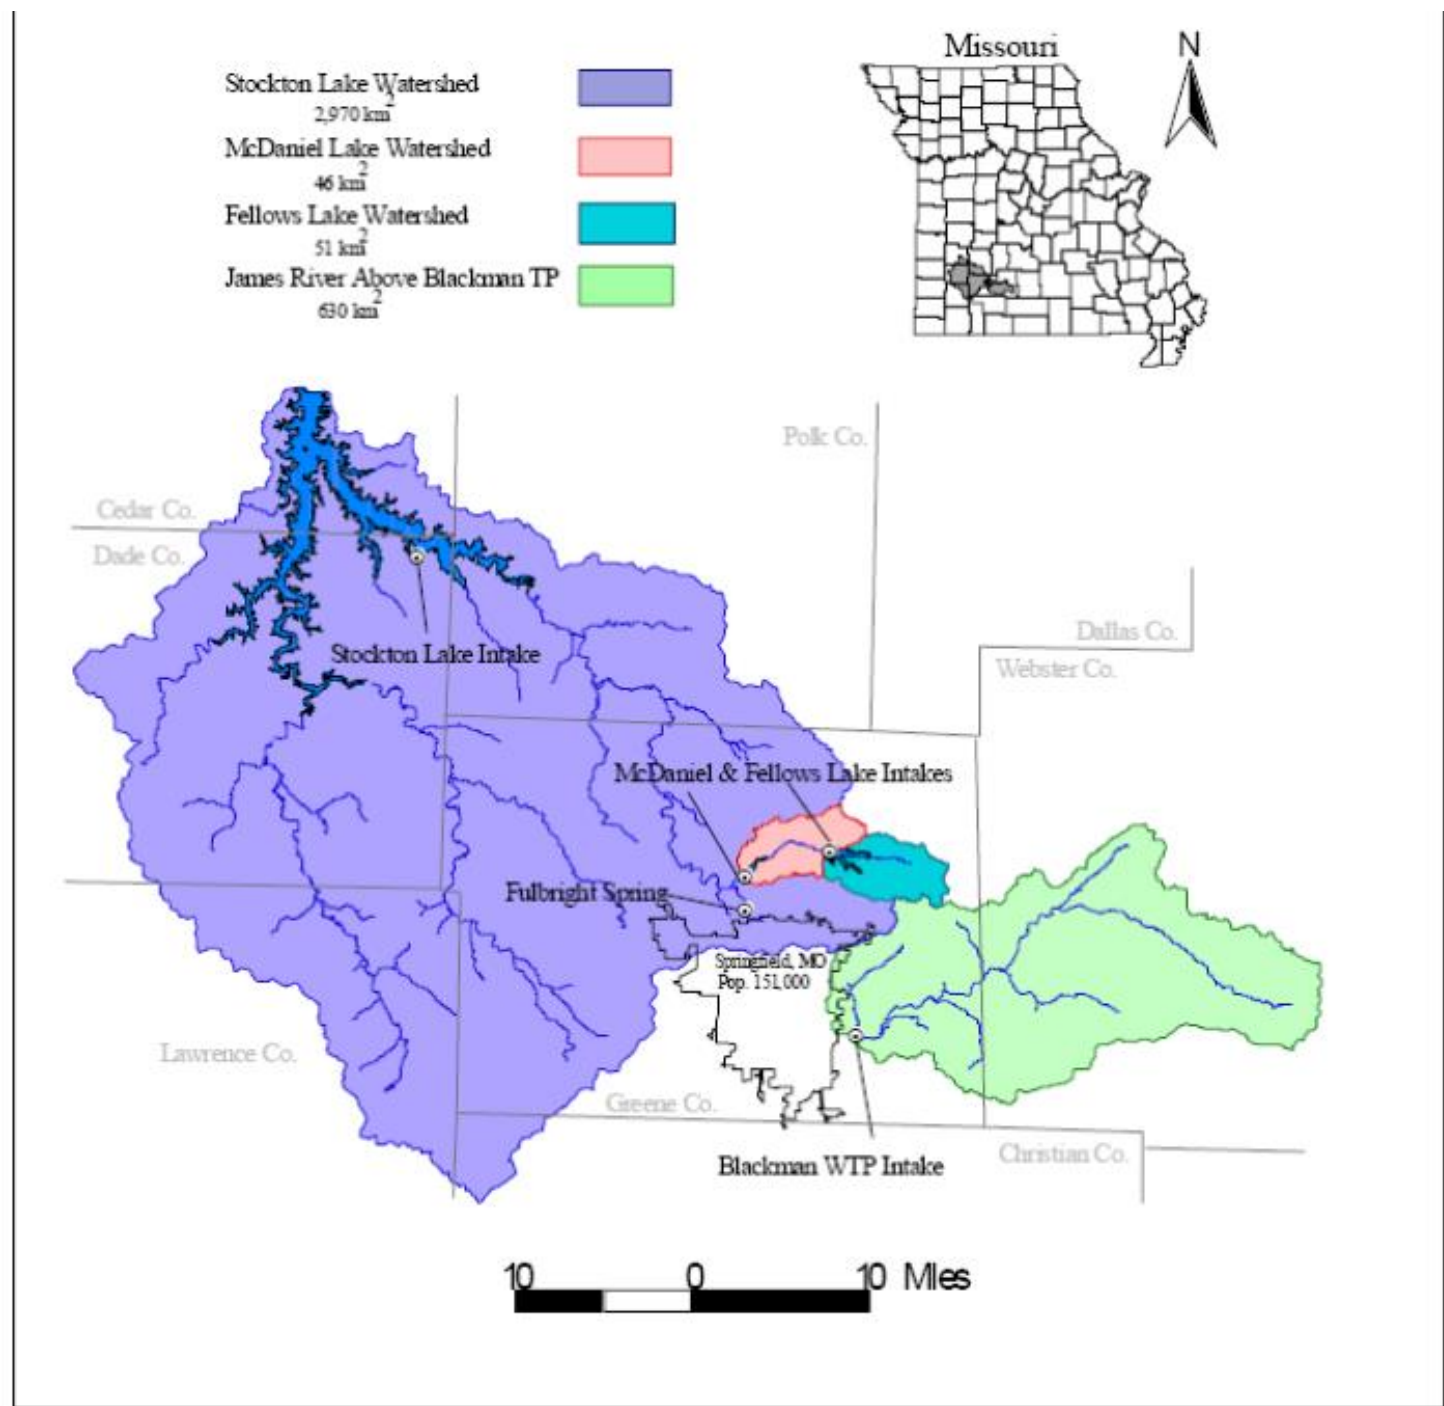 Missouri
N
Stockton Lake Watershed
2,970 km2
McDaniel Lake Watershed
46 km2
Fellows Lake Watershed
51 km2
James River Above Blackman TP
630 km2
Polk Co.
Cedar Co.
Dade Co.
Dallas Co.
Stockton Lake Intake
Webster Co.
McDaniel & Fellows Lake Intakes
Fulbright Spring
Springfield, MO
Pop. 151,000
Lawrence Co.
Greene Co.
Christian Co.
Blackman WTP Intake
10 0 10 Miles